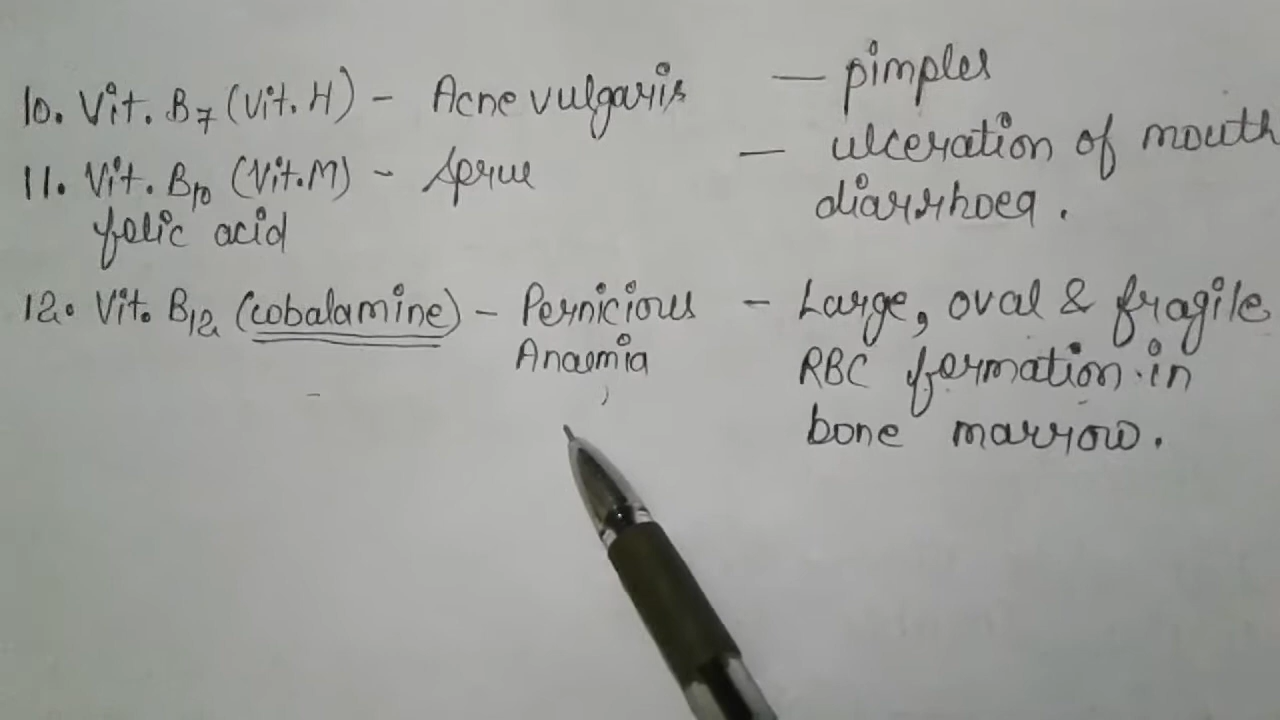 10. Vit. B7 (Vit. H) - Acne vulgaris — pimples
11. Vit. B10 (Vit. M) - Sprue — ulceration of mouth
folic acid diarrhoea.
12. Vit. B12 (cobalamine) - Pernicious - Large, oval & fragile
Anaemia RBC formation in
bone marrow.